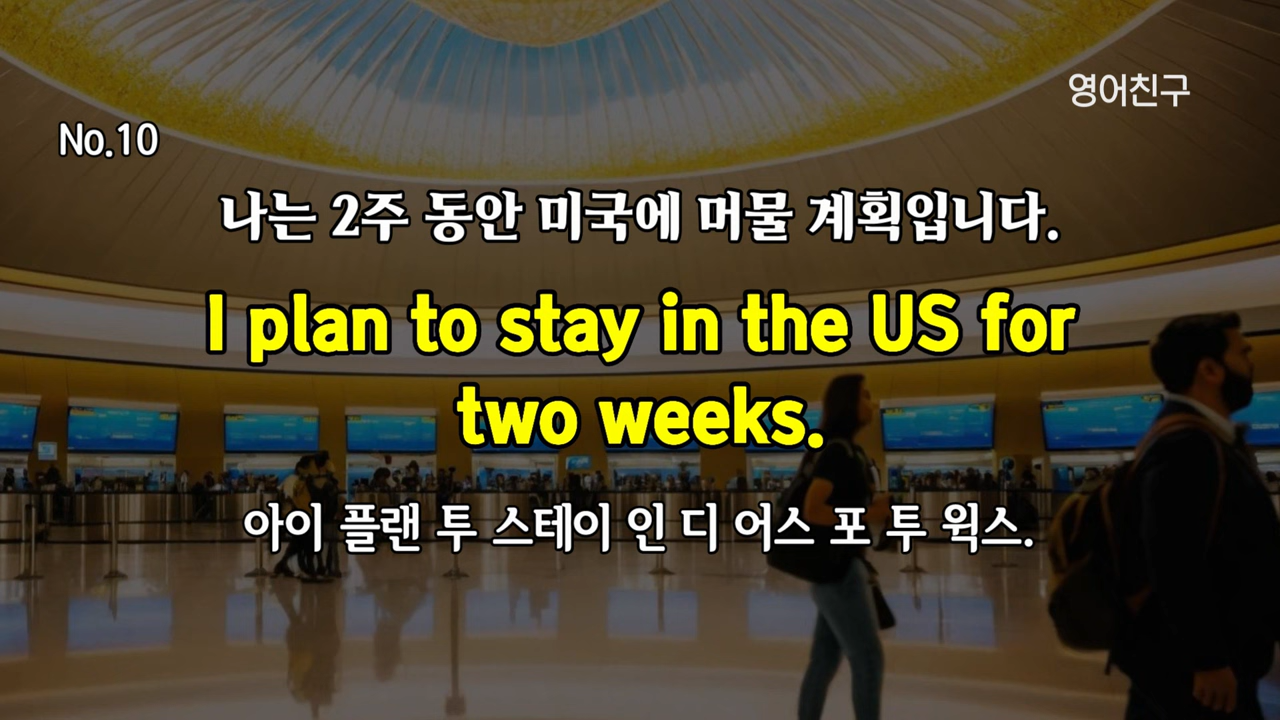 영어친구
No.10
나는 2주 동안 미국에 머물 계획입니다.
I plan to stay in the US for
two weeks.
아이 플랜 투 스테이 인 디 어스 포 투 윅스.